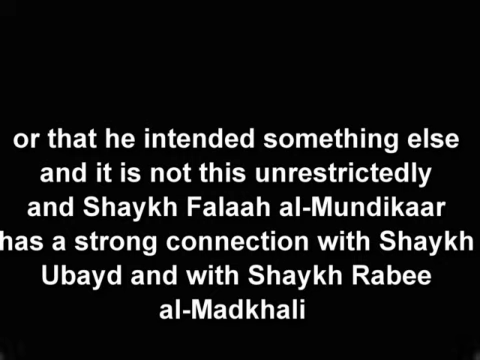 or that he intended something else
and it is not this unrestrictedly
and Shaykh Falaah al-Mundikaar
has a strong connection with Shaykh
Ubayd and with Shaykh Rabee
al-Madkhali